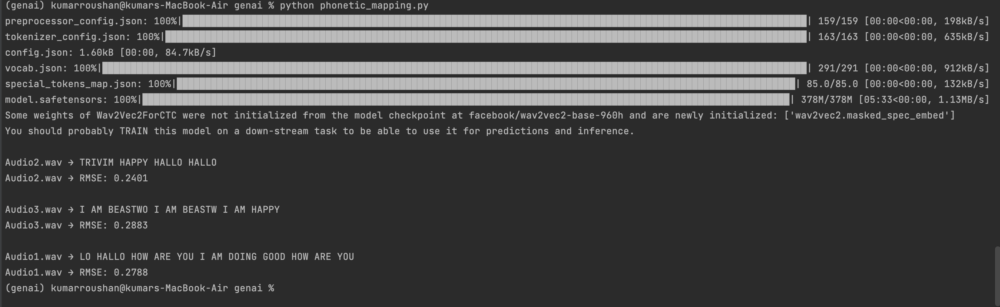 (genai) kumarroushan@kumars-MacBook-Air genai % python phonetic_mapping.py
preprocessor_config.json: 100%|| 159/159 [00:00<00:00, 198kB/s]
tokenizer_config.json: 100%|| 163/163 [00:00<00:00, 635kB/s]
config.json: 1.60kB [00:00, 84.7kB/s]
vocab.json: 100%|| 291/291 [00:00<00:00, 912kB/s]
special_tokens_map.json: 100%|| 85.0/85.0 [00:00<00:00, 132kB/s]
model.safetensors: 100%|| 378M/378M [05:33<00:00, 1.13MB/s]
Some weights of Wav2Vec2ForCTC were not initialized from the model checkpoint at facebook/wav2vec2-base-960h and are newly initialized: ['wav2vec2.masked_spec_embed']
You should probably TRAIN this model on a down-stream task to be able to use it for predictions and inference.
Audio2.wav → TRIVIM HAPPY HALLO HALLO
Audio2.wav → RMSE: 0.2401
Audio3.wav → I AM BEASTWO I AM BEASTW I AM HAPPY
Audio3.wav → RMSE: 0.2883
Audio1.wav → LO HALLO HOW ARE YOU I AM DOING GOOD HOW ARE YOU
Audio1.wav → RMSE: 0.2788
(genai) kumarroushan@kumars-MacBook-Air genai %